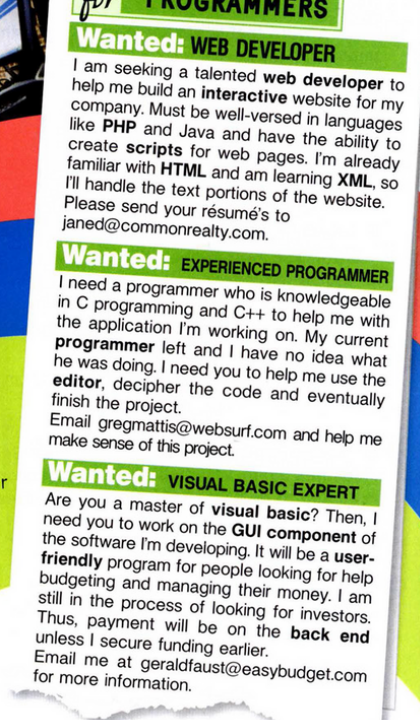 for PROGRAMMERS
Wanted: WEB DEVELOPER
I am seeking a talented web developer to
help me build an interactive website for my
company. Must be well-versed in languages
like PHP and Java and have the ability to
create scripts for web pages. I'm already
familiar with HTML and am learning XML, so
I'll handle the text portions of the website.
Please send your résumé's to
janed@commonrealty.com.
Wanted: EXPERIENCED PROGRAMMER
I need a programmer who is knowledgeable
in C programming and C++ to help me with
the application I'm working on. My current
programmer left and I have no idea what
he was doing. I need you to help me use the
editor, decipher the code and eventually
finish the project.
Email gregmattis@websurf.com and help me
make sense of this project.
Wanted: VISUAL BASIC EXPERT
Are you a master of visual basic? Then, I
need you to work on the GUI component of
the software I'm developing. It will be a user-
friendly program for people looking for help
budgeting and managing their money. I am
still in the process of looking for investors.
Thus, payment will be on the back end
unless I secure funding earlier.
Email me at geraldfaust@easybudget.com
for more information.